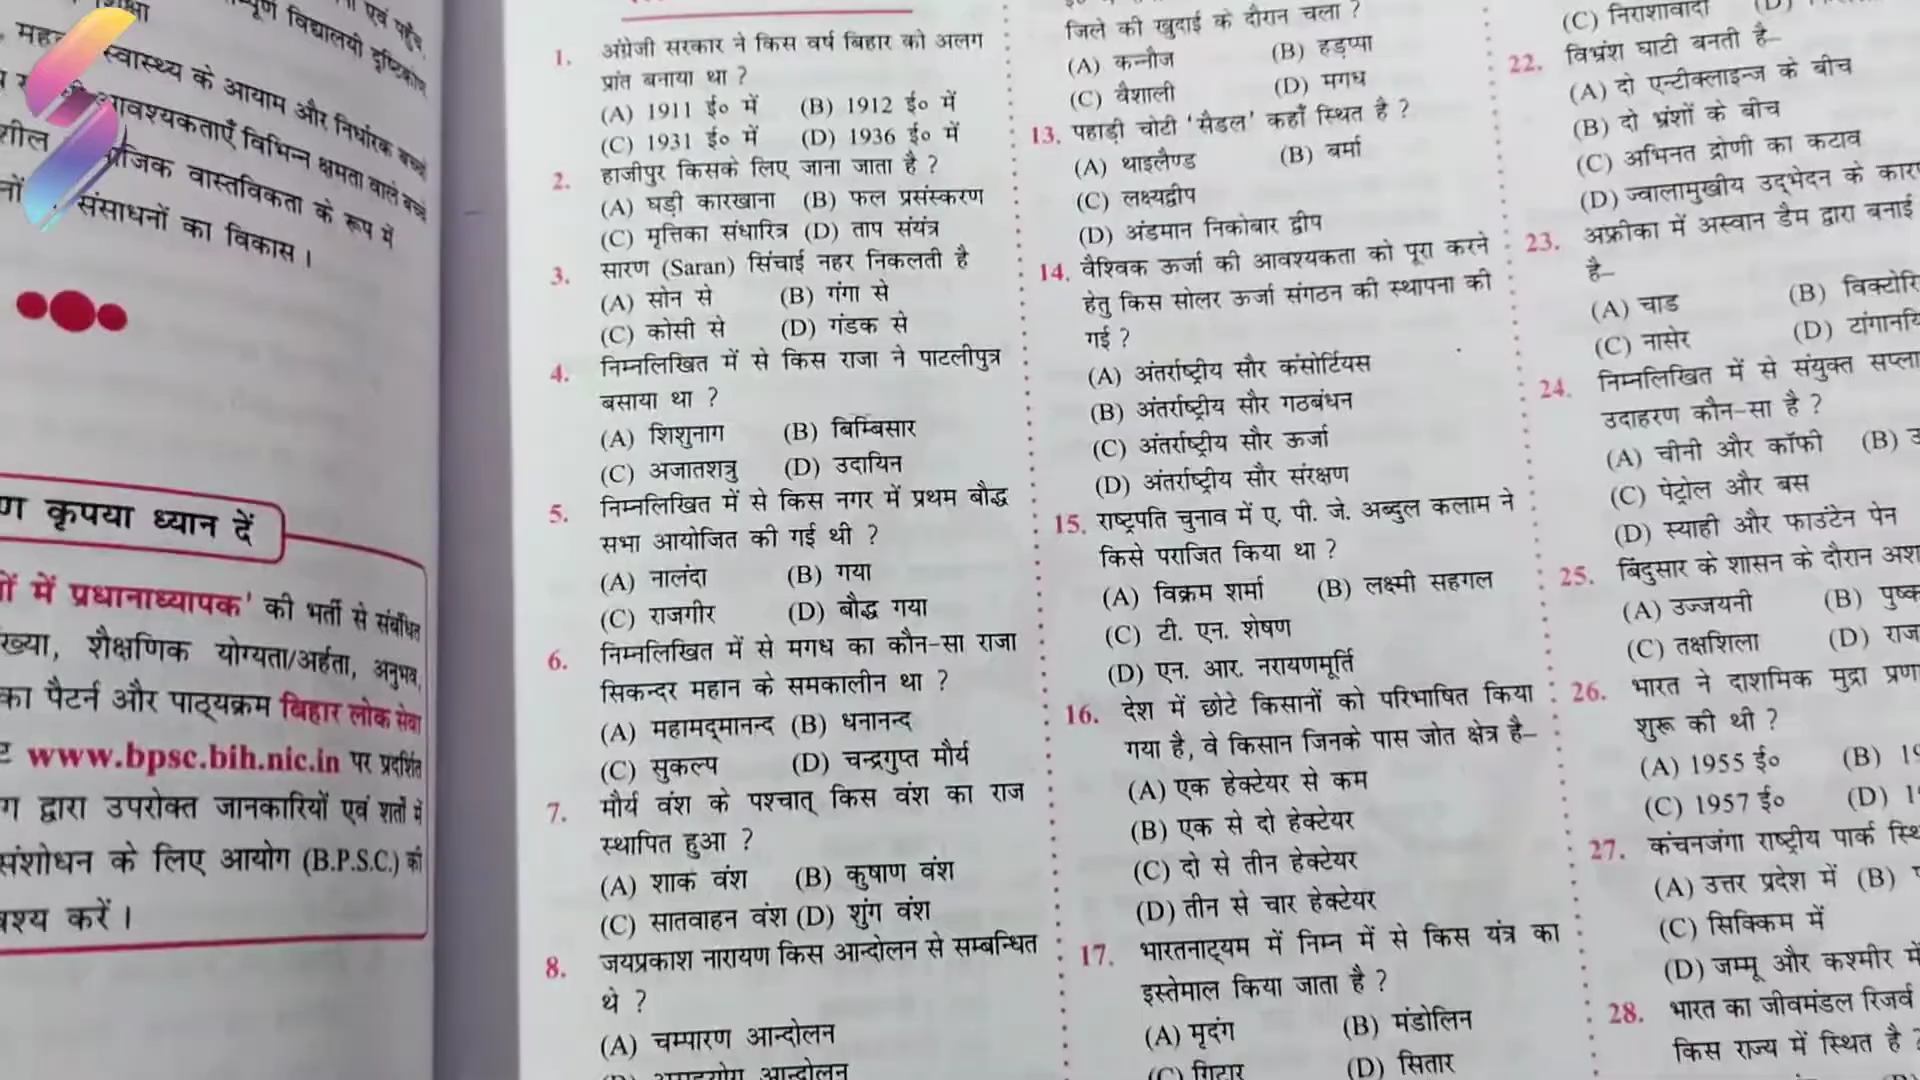 शिक्षा
एवं पहुँच,
विद्यालयी दृष्टिकोण
स्वास्थ्य के आयाम और निर्धारक बच्चे
आवश्यकताएँ विभिन्न क्षमता वाले बच्चे
वास्तविकता के रूप में
संसाधनों का विकास ।
कृपया ध्यान दें
में प्रधानाध्यापक' की भर्ती से संबंधित
शैक्षणिक योग्यता/अर्हता, अनुभव,
का पैटर्न और पाठ्यक्रम बिहार लोक सेवा
www.bpsc.bih.nic.in पर प्रदर्शित
द्वारा उपरोक्त जानकारियों एवं शर्तों में
संशोधन के लिए आयोग (B.P.S.C.) की
करें ।
1. अंग्रेजी सरकार ने किस वर्ष बिहार को अलग
प्रांत बनाया था ?
(A) 1911 ई० में (B) 1912 ई० में
(C) 1931 ई० में (D) 1936 ई० में
2. हाजीपुर किसके लिए जाना जाता है ?
(A) घड़ी कारखाना (B) फल प्रसंस्करण
(C) मृत्तिका संधारित्र (D) ताप संयंत्र
3. सारण (Saran) सिंचाई नहर निकलती है
(A) सोन से (B) गंगा से
(C) कोसी से (D) गंडक से
4. निम्नलिखित में से किस राजा ने पाटलीपुत्र
बसाया था ?
(A) शिशुनाग (B) बिम्बिसार
(C) अजातशत्रु (D) उदायिन
5. निम्नलिखित में से किस नगर में प्रथम बौद्ध
सभा आयोजित की गई थी ?
(A) नालंदा (B) गया
(C) राजगीर (D) बौद्ध गया
6. निम्नलिखित में से मगध का कौन-सा राजा
सिकन्दर महान के समकालीन था ?
(A) महामद्मानन्द (B) धनानन्द
(C) सुकल्प (D) चन्द्रगुप्त मौर्य
7. मौर्य वंश के पश्चात् किस वंश का राज
स्थापित हुआ ?
(A) शाक वंश (B) कुषाण वंश
(C) सातवाहन वंश (D) शुंग वंश
8. जयप्रकाश नारायण किस आन्दोलन से सम्बन्धित
थे ?
(A) चम्पारण आन्दोलन
आन्दोलन
जिले की खुदाई के दौरान चला ?
(A) कन्नौज (B) हड़प्पा
(C) वैशाली (D) मगध
13. पहाड़ी चोटी 'सैडल' कहाँ स्थित है ?
(A) थाइलैण्ड (B) बर्मा
(C) लक्ष्यद्वीप
(D) अंडमान निकोबार द्वीप
14. वैश्विक ऊर्जा की आवश्यकता को पूरा करने
हेतु किस सोलर ऊर्जा संगठन की स्थापना की
गई ?
(A) अंतर्राष्ट्रीय सौर कंसोर्टियस
(B) अंतर्राष्ट्रीय सौर गठबंधन
(C) अंतर्राष्ट्रीय सौर ऊर्जा
(D) अंतर्राष्ट्रीय सौर संरक्षण
15. राष्ट्रपति चुनाव में ए. पी. जे. अब्दुल कलाम ने
किसे पराजित किया था ?
(A) विक्रम शर्मा (B) लक्ष्मी सहगल
(C) टी. एन. शेषण
(D) एन. आर. नरायणमूर्ति
16. देश में छोटे किसानों को परिभाषित किया
गया है, वे किसान जिनके पास जोत क्षेत्र है–
(A) एक हेक्टेयर से कम
(B) एक से दो हेक्टेयर
(C) दो से तीन हेक्टेयर
(D) तीन से चार हेक्टेयर
17. भारतनाट्यम में निम्न में से किस यंत्र का
इस्तेमाल किया जाता है ?
(A) मृदंग (B) मंडोलिन
(C) गिटार (D) सितार
(C) निराशावादी
22. विभ्रंश घाटी बनती है–
(A) दो एन्टीक्लाइन्ज के बीच
(B) दो भ्रंशों के बीच
(C) अभिनत द्रोणी का कटाव
(D) ज्वालामुखीय उद्भेदन के
23. अफ्रीका में अस्वान डैम द्वारा बनाई
है–
(A) चाड (B)
(C) नासेर (D)
24. निम्नलिखित में से संयुक्त
उदाहरण कौन-सा है ?
(A) चीनी और कॉफी (B)
(C) पेट्रोल और बस
(D) स्याही और फाउंटेन पेन
25. बिंदुसार के शासन के दौरान
(A) उज्जयनी (B)
(C) तक्षशिला (D)
26. भारत ने दाशमिक मुद्रा
शुरू की थी ?
(A) 1955 ई० (B)
(C) 1957 ई० (D)
27. कंचनजंगा राष्ट्रीय पार्क
(A) उत्तर प्रदेश में (B)
(C) सिक्किम में
(D) जम्मू और कश्मीर में
28. भारत का जीवमंडल रिजर्व
किस राज्य में स्थित है ?